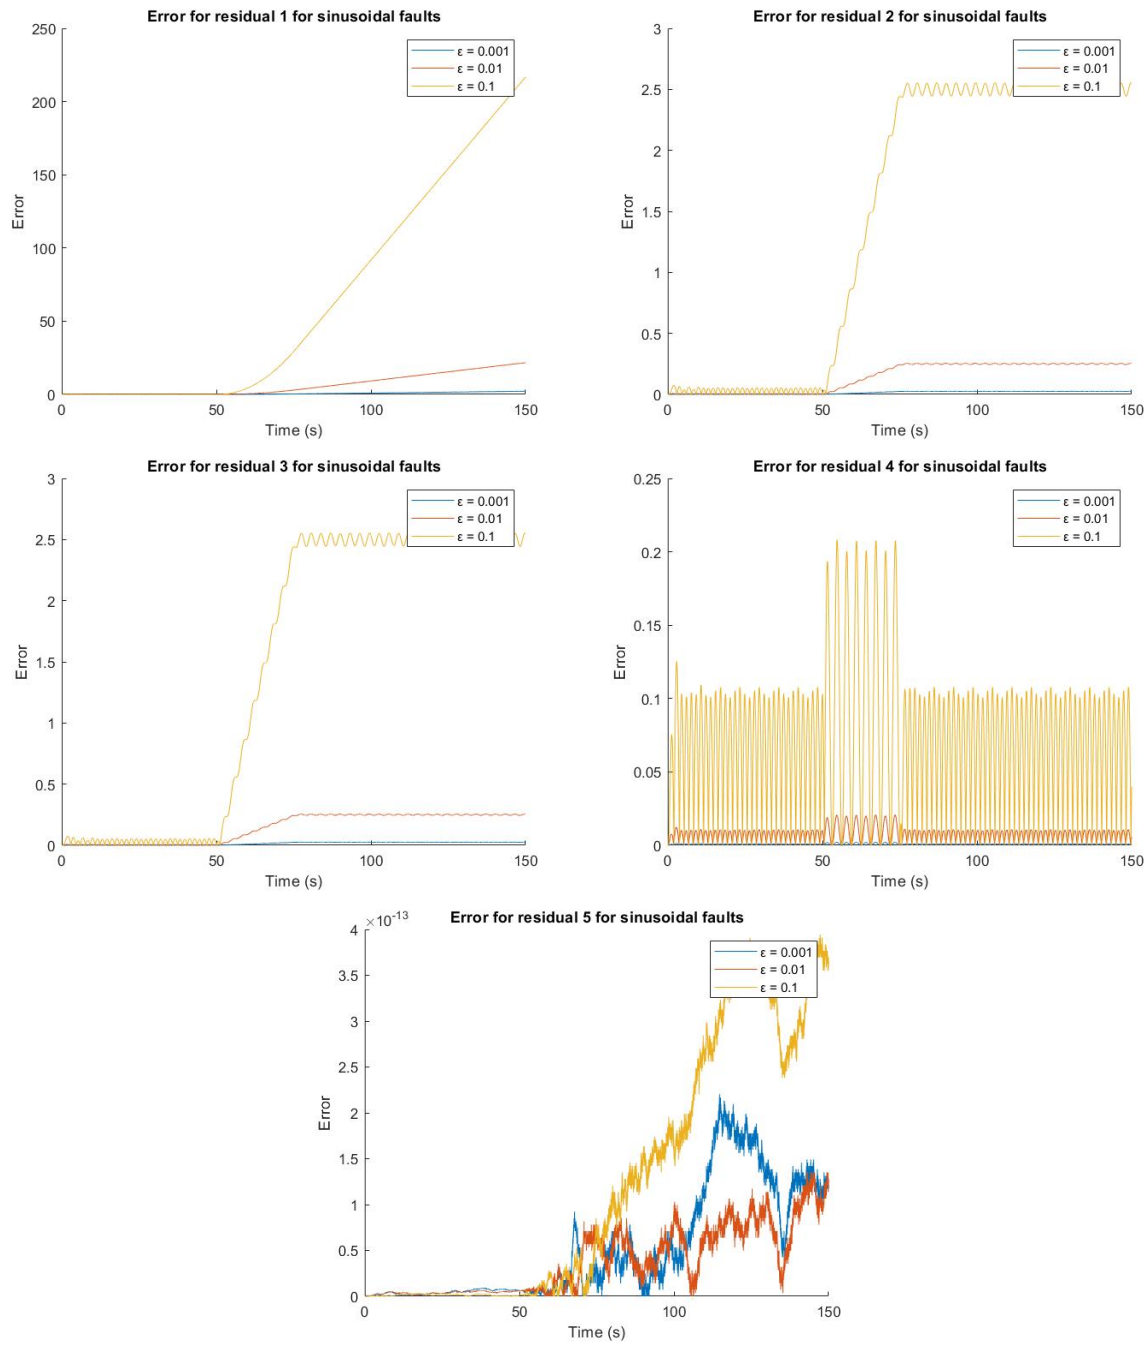 Error for residual 1 for sinusoidal faults
250
200
150
100
50
0
Error
0 50 100 150
Time (s)
ε = 0.001
ε = 0.01
ε = 0.1
Error for residual 2 for sinusoidal faults
3
2.5
2
1.5
1
0.5
0
Error
0 50 100 150
Time (s)
ε = 0.001
ε = 0.01
ε = 0.1
Error for residual 3 for sinusoidal faults
3
2.5
2
1.5
1
0.5
0
Error
0 50 100 150
Time (s)
ε = 0.001
ε = 0.01
ε = 0.1
Error for residual 4 for sinusoidal faults
0.25
0.2
0.15
0.1
0.05
0
Error
0 50 100 150
Time (s)
ε = 0.001
ε = 0.01
ε = 0.1
×10⁻¹³
Error for residual 5 for sinusoidal faults
4
3.5
3
2.5
2
1.5
1
0.5
0
Error
0 50 100 150
Time (s)
ε = 0.001
ε = 0.01
ε = 0.1